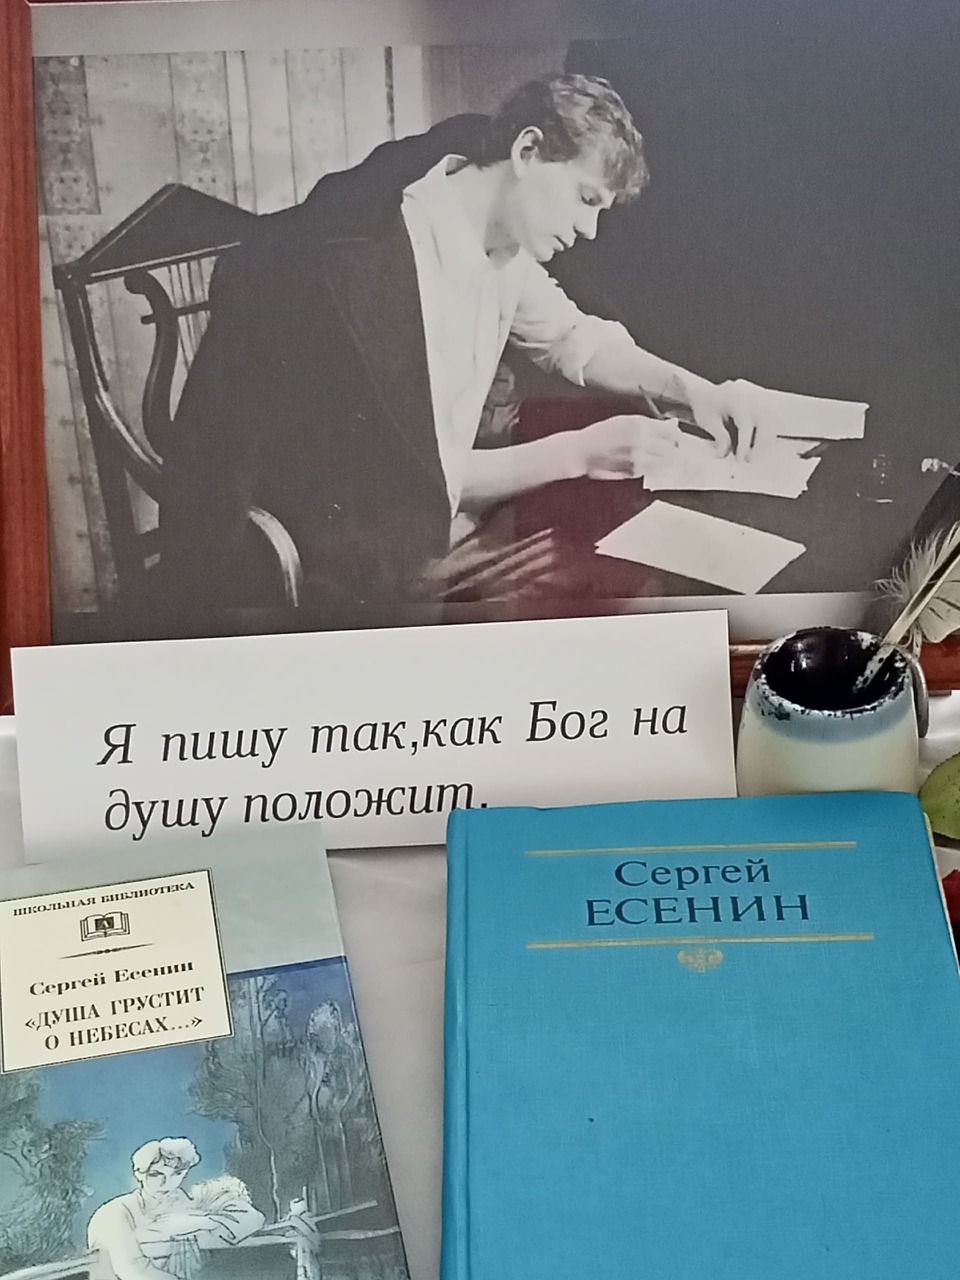 Я пишу так,как Бог на
душу положит.
ШКОЛЬНАЯ БИБЛИОТЕКА
Сергей Есенин
«ДУША ГРУСТИТ
О НЕБЕСАХ...»
Сергей
ЕСЕНИН